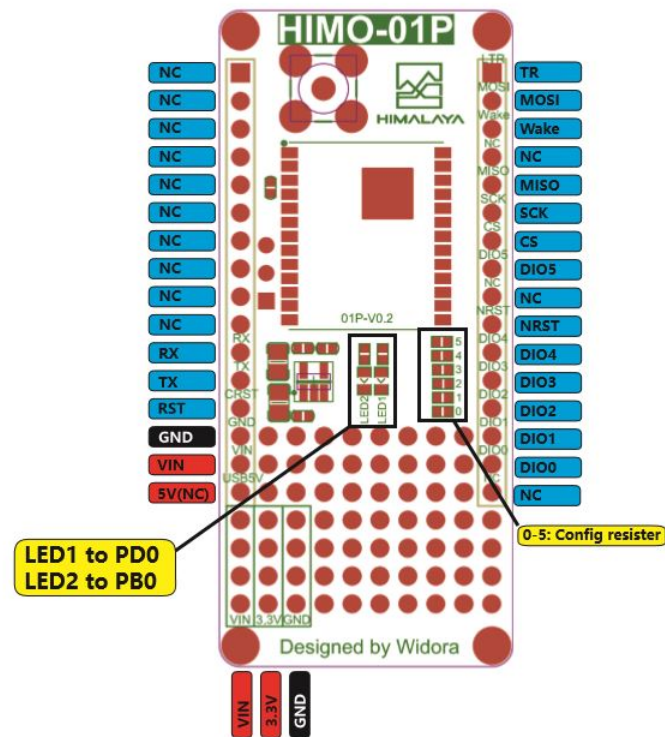 HIMO-01P
HIMALAYA
NC
NC
NC
NC
NC
NC
NC
NC
NC
NC
RX
TX
RST
GND
VIN
5V(NC)
RX
TX
CRST
GND
VIN
USB5V
LTR
MOSI
Wake
NC
MISO
SCK
CS
DIO5
NC
NRST
DIO4
DIO3
DIO2
DIO1
DIO0
NC
TR
MOSI
Wake
NC
MISO
SCK
CS
DIO5
NC
NRST
DIO4
DIO3
DIO2
DIO1
DIO0
NC
01P-V0.2
LED2
LED1
5
4
3
2
1
0
LED1 to PD0
LED2 to PB0
0-5: Config resister
VIN 3.3V GND
Designed by Widora
VIN
3.3V
GND